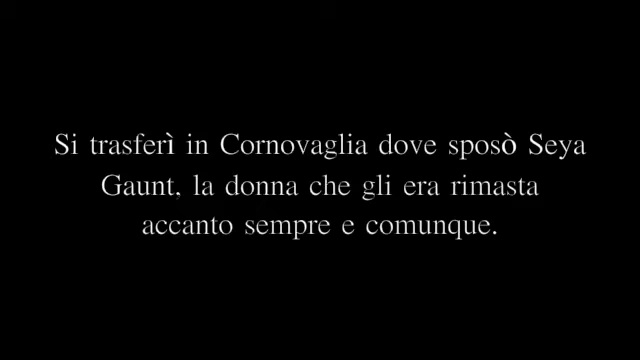 Si trasferì in Cornovaglia dove sposò Seya
Gaunt, la donna che gli era rimasta
accanto sempre e comunque.